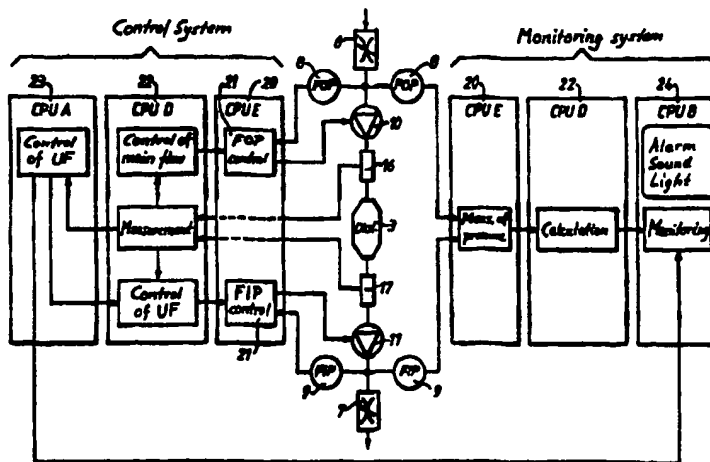 Control System
Monitoring system
23
22
21
20
CPU A
CPU D
CPU E
Control
of UF
Control of
main flow
FOP
control
Measurement
Control
of UF
FIP
control
21
6
8
8
10
16
3
17
11
FIP
9
9
7
20
22
24
CPU E
CPU D
CPU B
Alarm
Sound
Light
Meas. of
pressure
Calculation
Monitoring